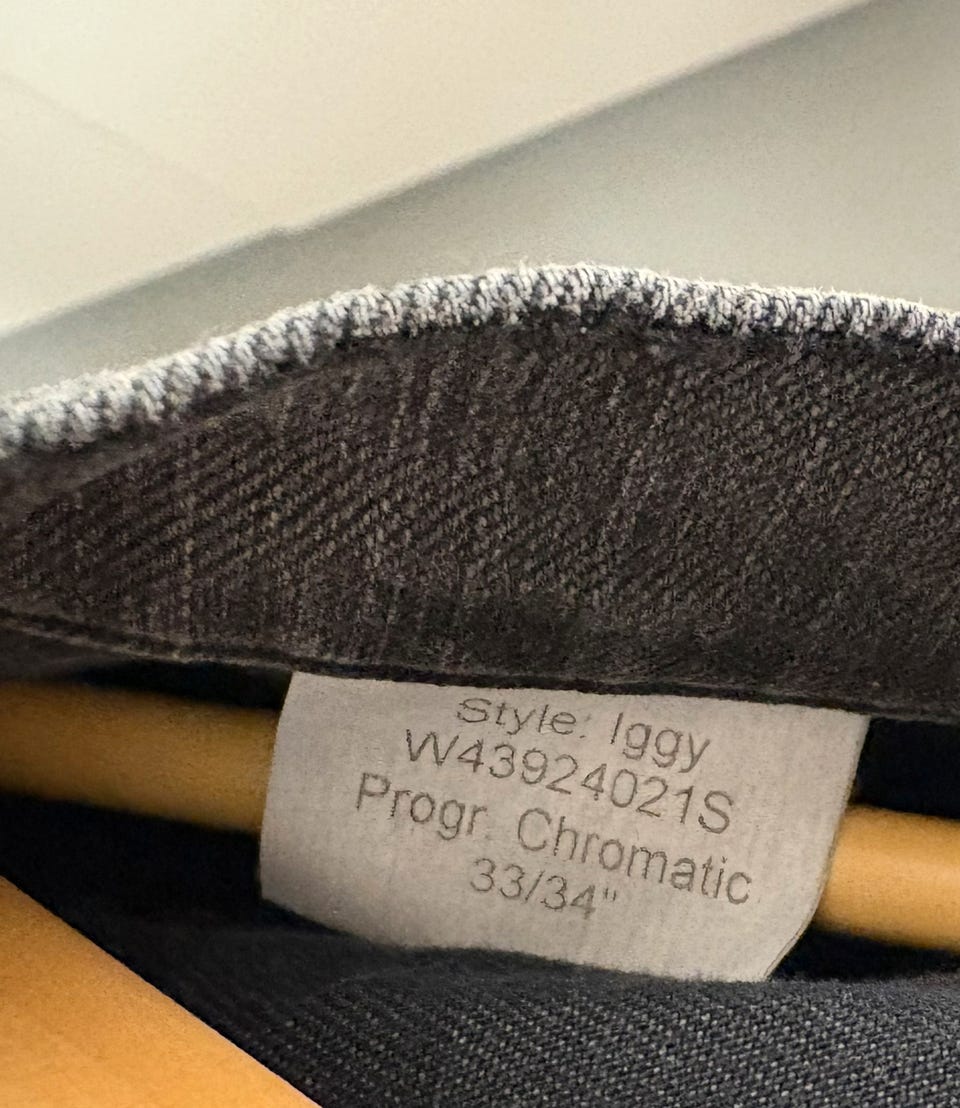 Style: Iggy
W43924021S
Progr. Chromatic
33/34"